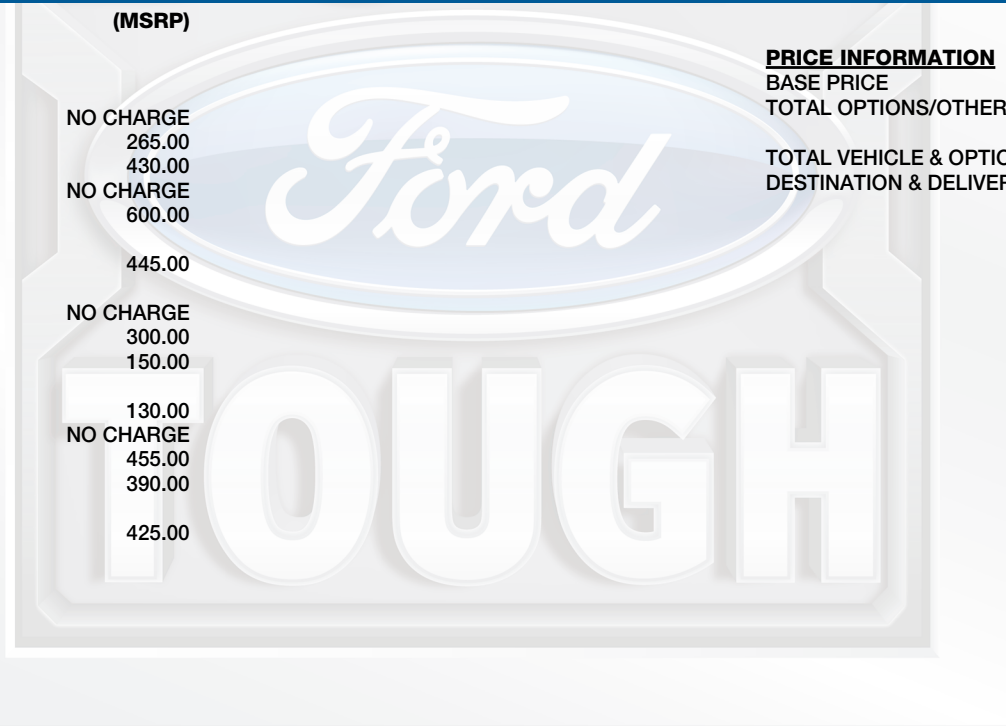 (MSRP)
NO CHARGE
265.00
430.00
NO CHARGE
600.00
445.00
NO CHARGE
300.00
150.00
130.00
NO CHARGE
455.00
390.00
425.00
PRICE INFORMATION
BASE PRICE
TOTAL OPTIONS/OTHER
TOTAL VEHICLE & OPTIO
DESTINATION & DELIVER
Ford
TOUGH